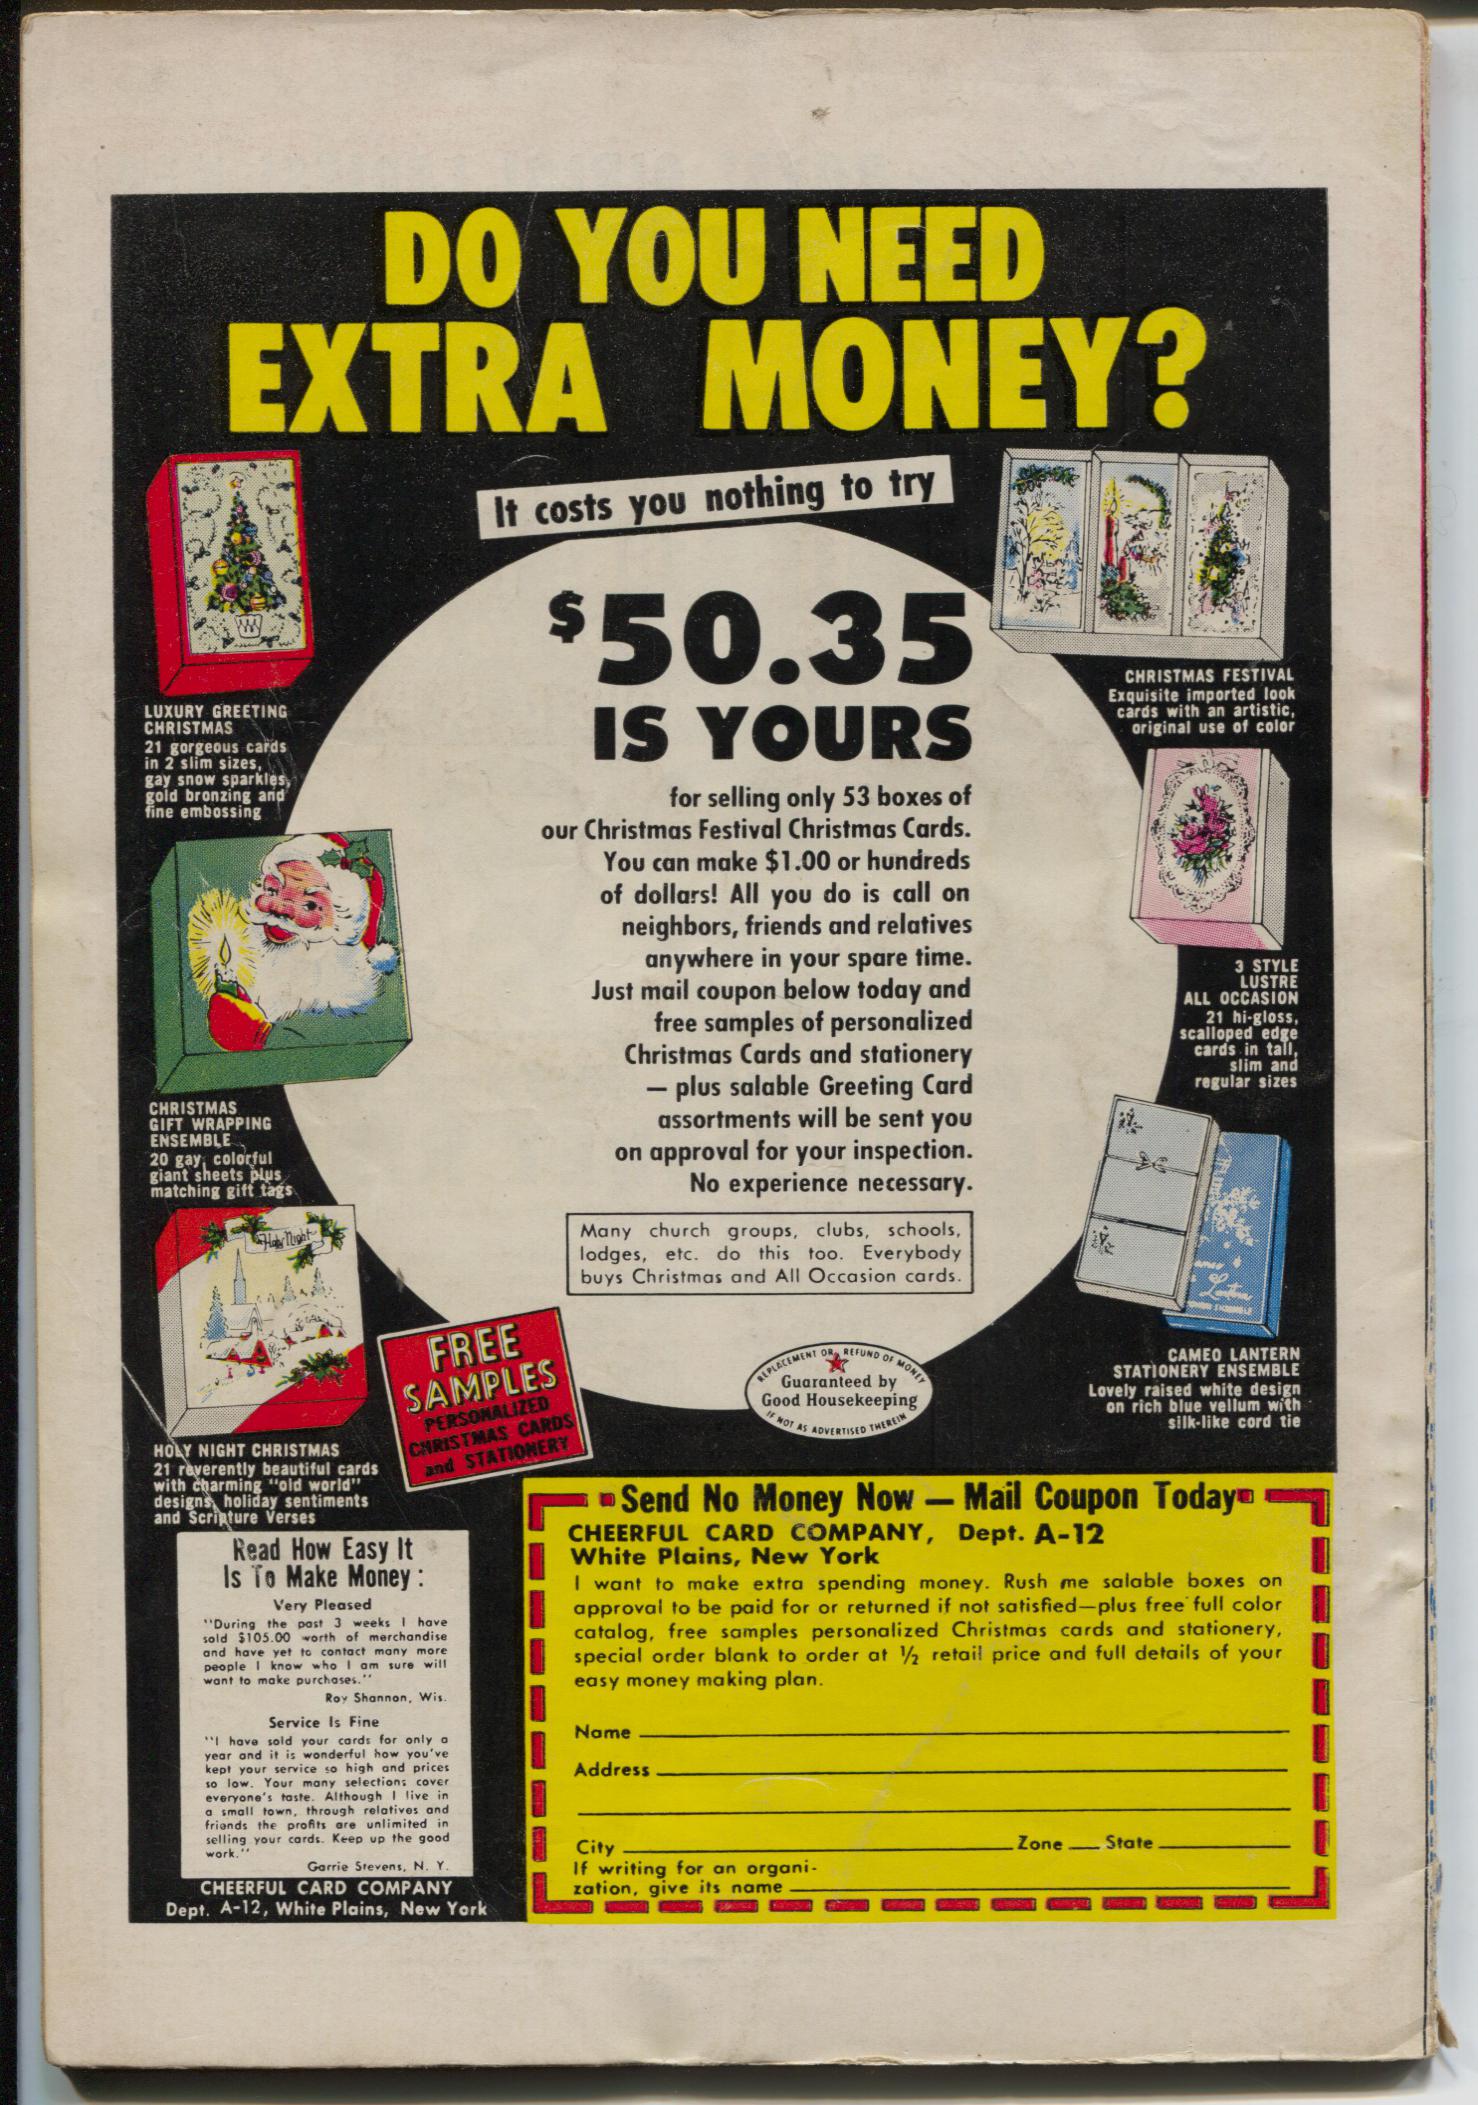 DO YOU NEED
EXTRA MONEY?
It costs you nothing to try
$50.35
IS YOURS
for selling only 53 boxes of
our Christmas Festival Christmas Cards.
You can make $1.00 or hundreds
of dollars! All you do is call on
neighbors, friends and relatives
anywhere in your spare time.
Just mail coupon below today and
free samples of personalized
Christmas Cards and stationery
— plus salable Greeting Card
assortments will be sent you
on approval for your inspection.
No experience necessary.
Many church groups, clubs, schools,
lodges, etc. do this too. Everybody
buys Christmas and All Occasion cards.
LUXURY GREETING
CHRISTMAS
21 gorgeous cards
in 2 slim sizes,
gay snow sparkles,
gold bronzing and
fine embossing
CHRISTMAS
GIFT WRAPPING
ENSEMBLE
20 gay, colorful
giant sheets plus
matching gift tags
Holy Night
HOLY NIGHT CHRISTMAS
21 reverently beautiful cards
with charming "old world"
designs, holiday sentiments
and Scripture Verses
CHRISTMAS FESTIVAL
Exquisite imported look
cards with an artistic,
original use of color
3 STYLE
LUSTRE
ALL OCCASION
21 hi-gloss,
scalloped edge
cards in tall,
slim and
regular sizes
CAMEO LANTERN
STATIONERY ENSEMBLE
Lovely raised white design
on rich blue vellum with
silk-like cord tie
FREE
SAMPLES
PERSONALIZED
CHRISTMAS CARDS
and STATIONERY
REPLACEMENT OR REFUND OF MONEY
Guaranteed by
Good Housekeeping
IF NOT AS ADVERTISED THEREIN
Read How Easy It
Is To Make Money:
Very Pleased
"During the past 3 weeks I have
sold $105.00 worth of merchandise
and have yet to contact many more
people I know who I am sure will
want to make purchases."
Roy Shannon, Wis.
Service Is Fine
"I have sold your cards for only a
year and it is wonderful how you've
kept your service so high and prices
so low. Your many selections cover
everyone's taste. Although I live in
a small town, through relatives and
friends the profits are unlimited in
selling your cards. Keep up the good
work."
Garrie Stevens, N. Y.
CHEERFUL CARD COMPANY
Dept. A-12, White Plains, New York
Send No Money Now — Mail Coupon Today
CHEERFUL CARD COMPANY, Dept. A-12
White Plains, New York
I want to make extra spending money. Rush me salable boxes on
approval to be paid for or returned if not satisfied—plus free full color
catalog, free samples personalized Christmas cards and stationery,
special order blank to order at ½ retail price and full details of your
easy money making plan.
Name
Address
City Zone State
If writing for an organi-
zation, give its name